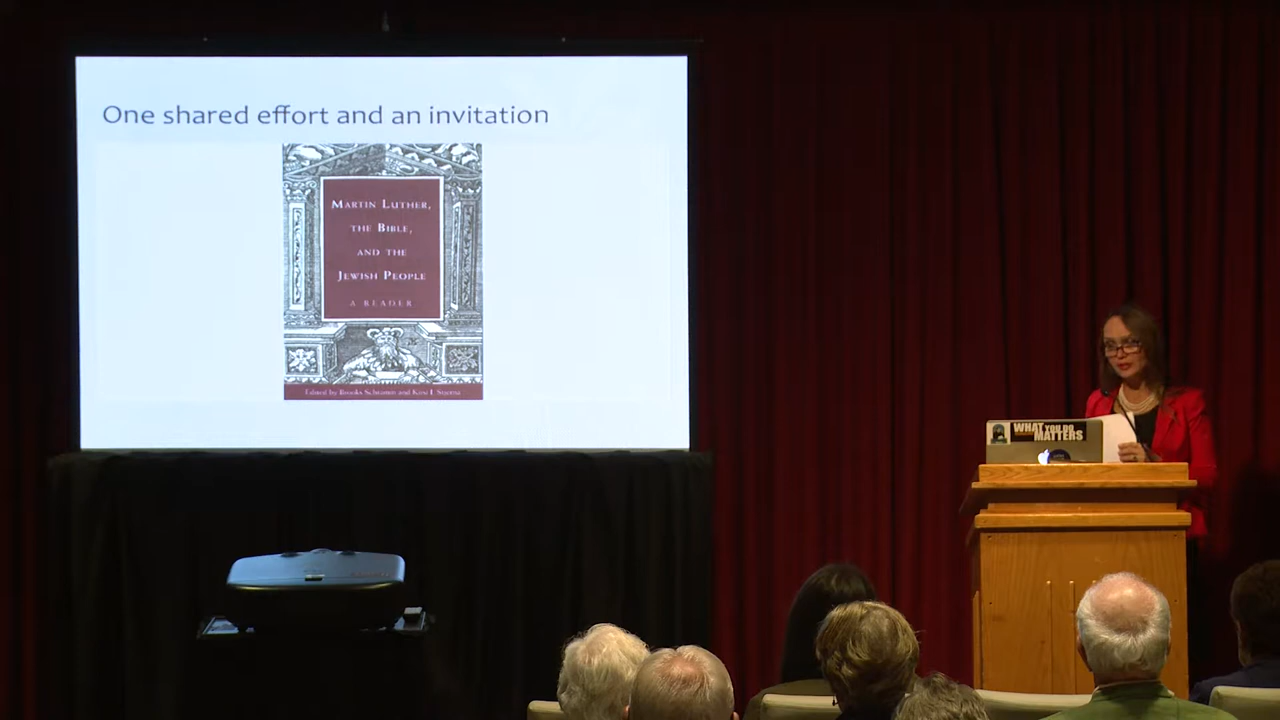 One shared effort and an invitation
MARTIN LUTHER,
THE BIBLE,
AND THE
JEWISH PEOPLE
A READER
Edited by Brooks Schramm and Kirsi I. Stjerna
WHAT YOU DO
MATTERS